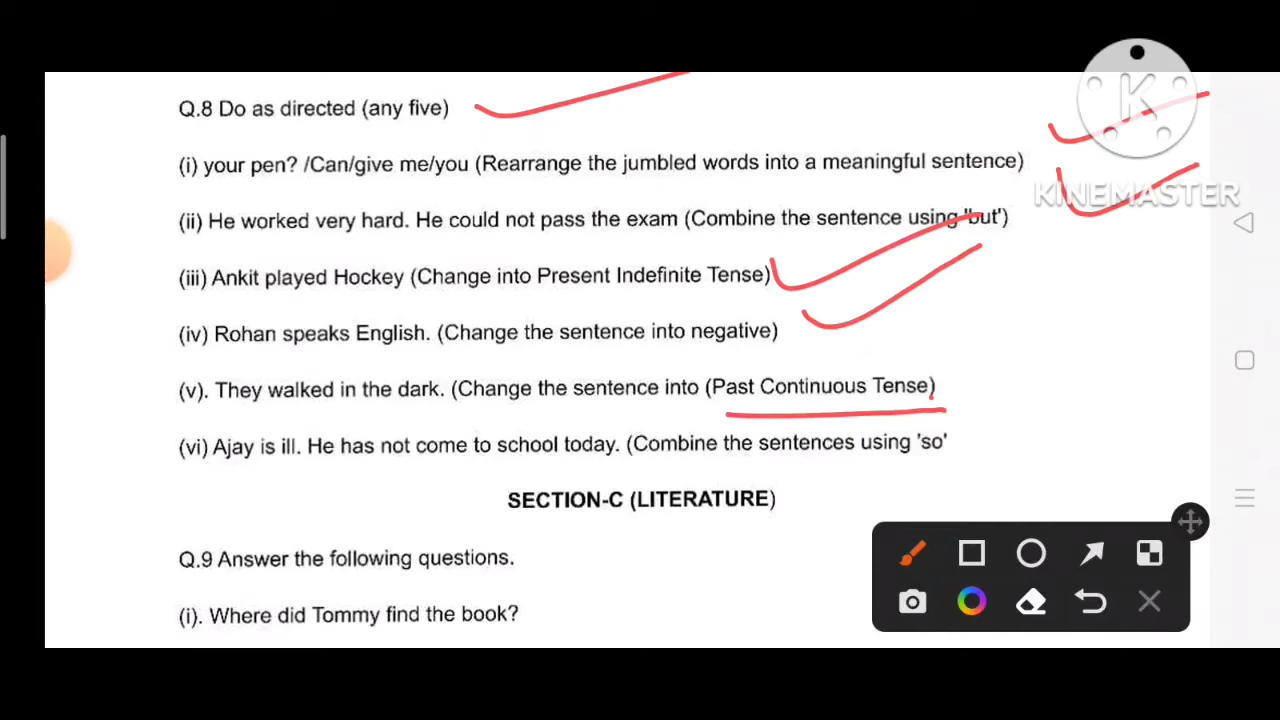 Q.8 Do as directed (any five)
(i) your pen? /Can/give me/you (Rearrange the jumbled words into a meaningful sentence)
KINEMASTER
(ii) He worked very hard. He could not pass the exam (Combine the sentence using 'but')
(iii) Ankit played Hockey (Change into Present Indefinite Tense)
(iv) Rohan speaks English. (Change the sentence into negative)
(v). They walked in the dark. (Change the sentence into (Past Continuous Tense)
(vi) Ajay is ill. He has not come to school today. (Combine the sentences using 'so'
SECTION-C (LITERATURE)
Q.9 Answer the following questions.
(i). Where did Tommy find the book?